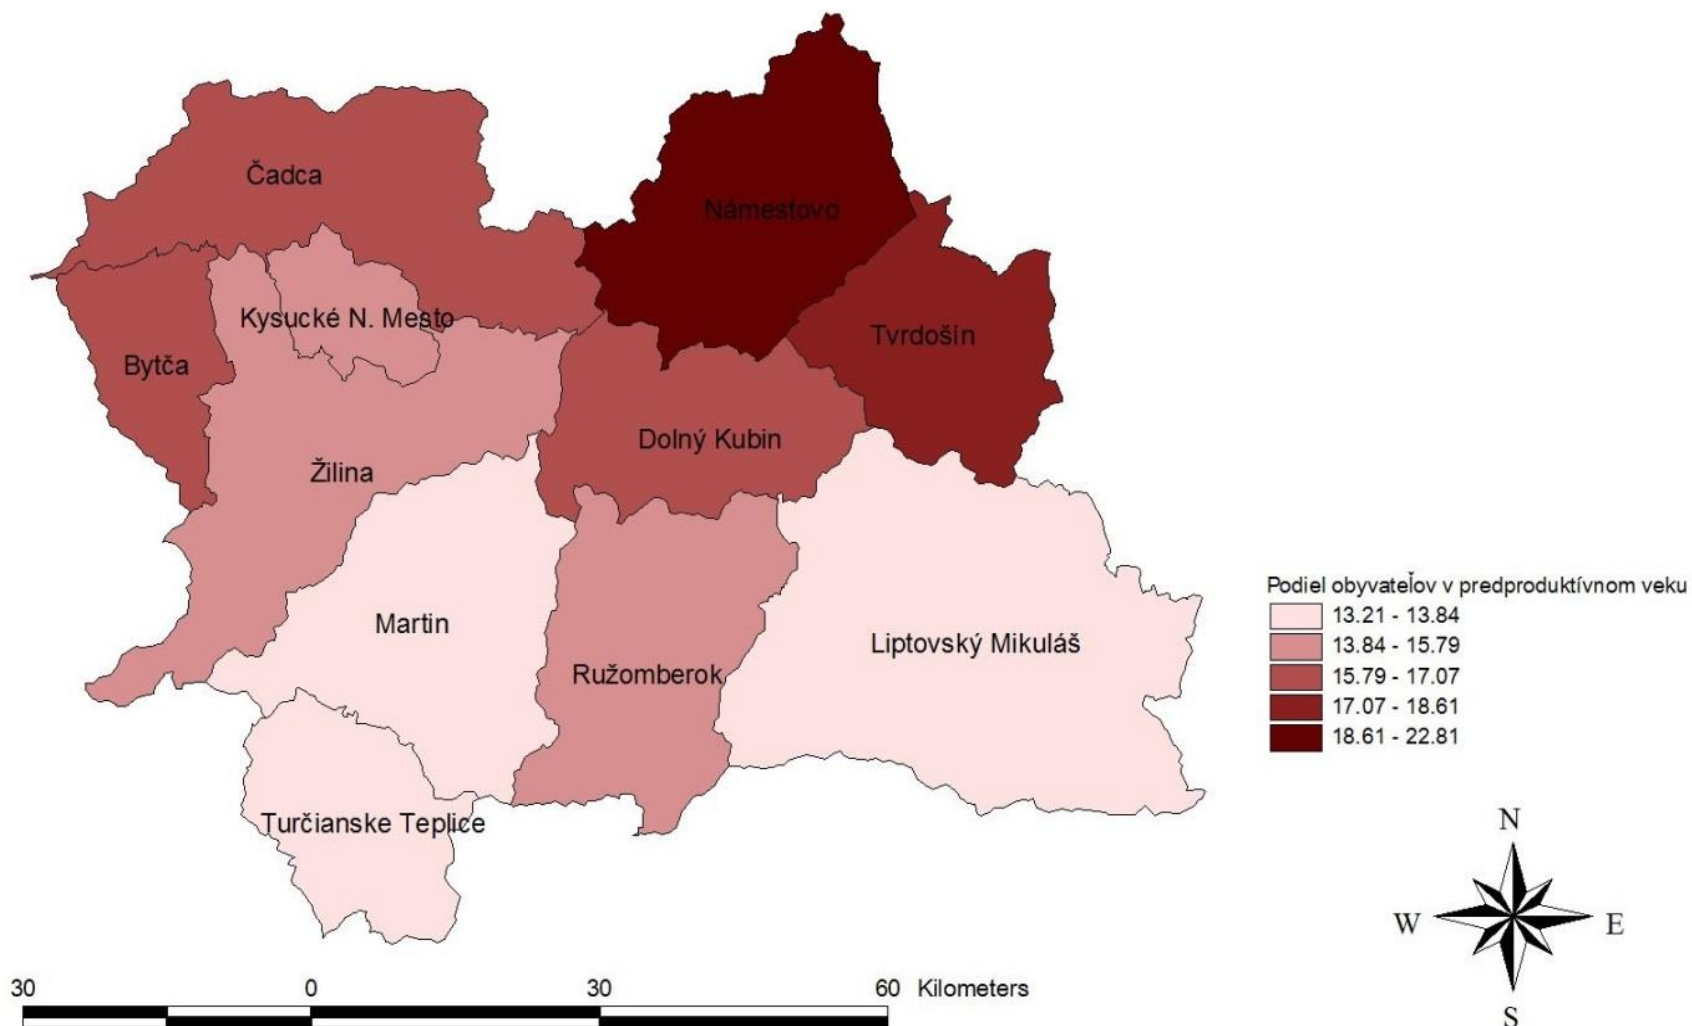 Čadca
Námestovo
Kysucké N. Mesto
Tvrdošín
Bytča
Dolný Kubin
Žilina
Martin
Liptovský Mikuláš
Ružomberok
Turčianske Teplice
Podiel obyvateľov v predproduktívnom veku
13.21 - 13.84
13.84 - 15.79
15.79 - 17.07
17.07 - 18.61
18.61 - 22.81
N
W E
S
30 0 30 60 Kilometers